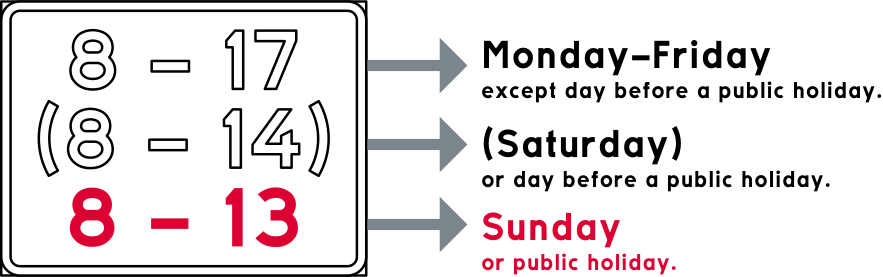 8 – 17
Monday–Friday
except day before a public holiday.
(8 – 14)
(Saturday)
or day before a public holiday.
8 – 13
Sunday
or public holiday.